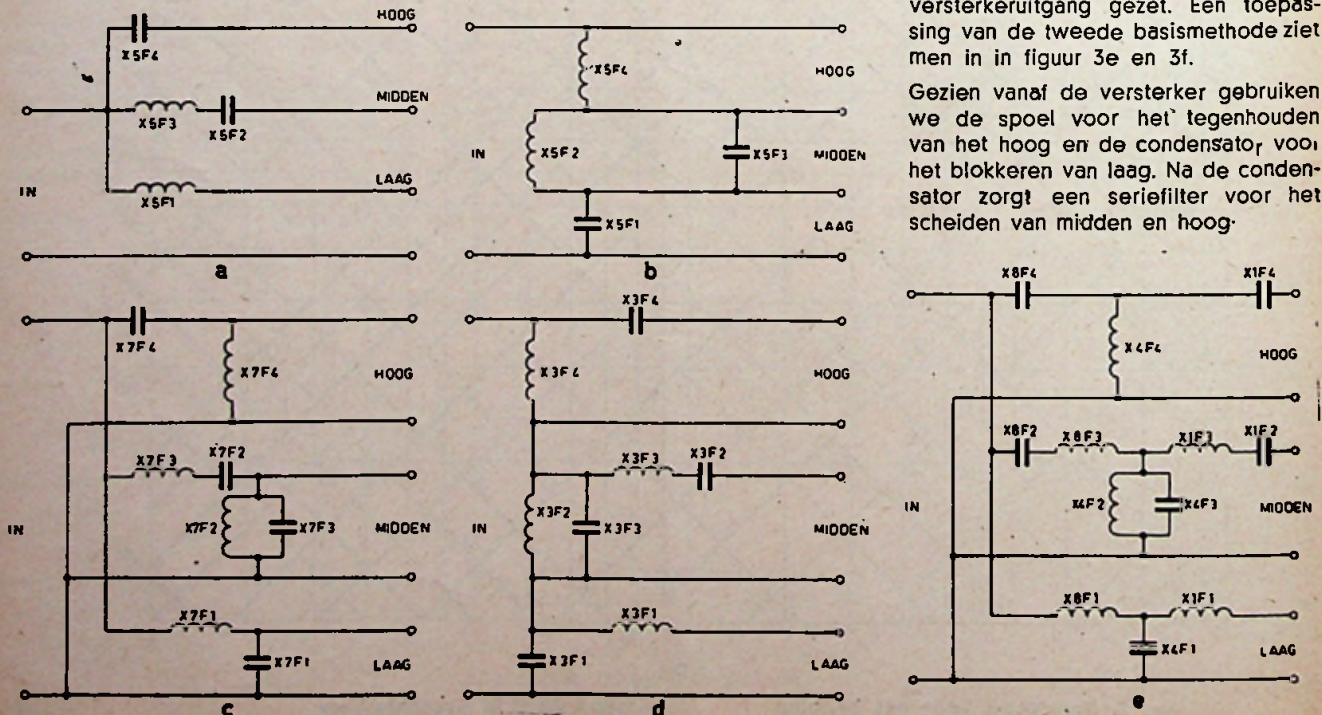 HOOG
X5F4
MIDDEN
X5F3
X5F2
IN
LAAG
X5F1
a
X5F4
HOOG
IN
X5F2
X5F3
MIDDEN
X5F1
LAAG
b
versterkeruitgang gezet. Een toepas-
sing van de tweede basismethode ziet
men in in figuur 3e en 3f.
Gezien vanaf de versterker gebruiken
we de spoel voor het tegenhouden
van het hoog en de condensator voor
het blokkeren van laag. Na de conden-
sator zorgt een seriefilter voor het
scheiden van midden en hoog.
X7F4
X7F4
HOOG
X7F3
X7F2
IN
X7F2
X7F3
MIDDEN
X7F1
X7F1
LAAG
c
X3F4
X3F4
HOOG
X3F3
X3F2
IN
X3F2
X3F3
MIDDEN
X3F1
X3F1
LAAG
d
X8F4
X1F4
X4F4
HOOG
X8F2
X8F3
X1F3
X1F2
IN
X4F2
X4F3
MIDDEN
X8F1
X1F1
X4F1
LAAG
e